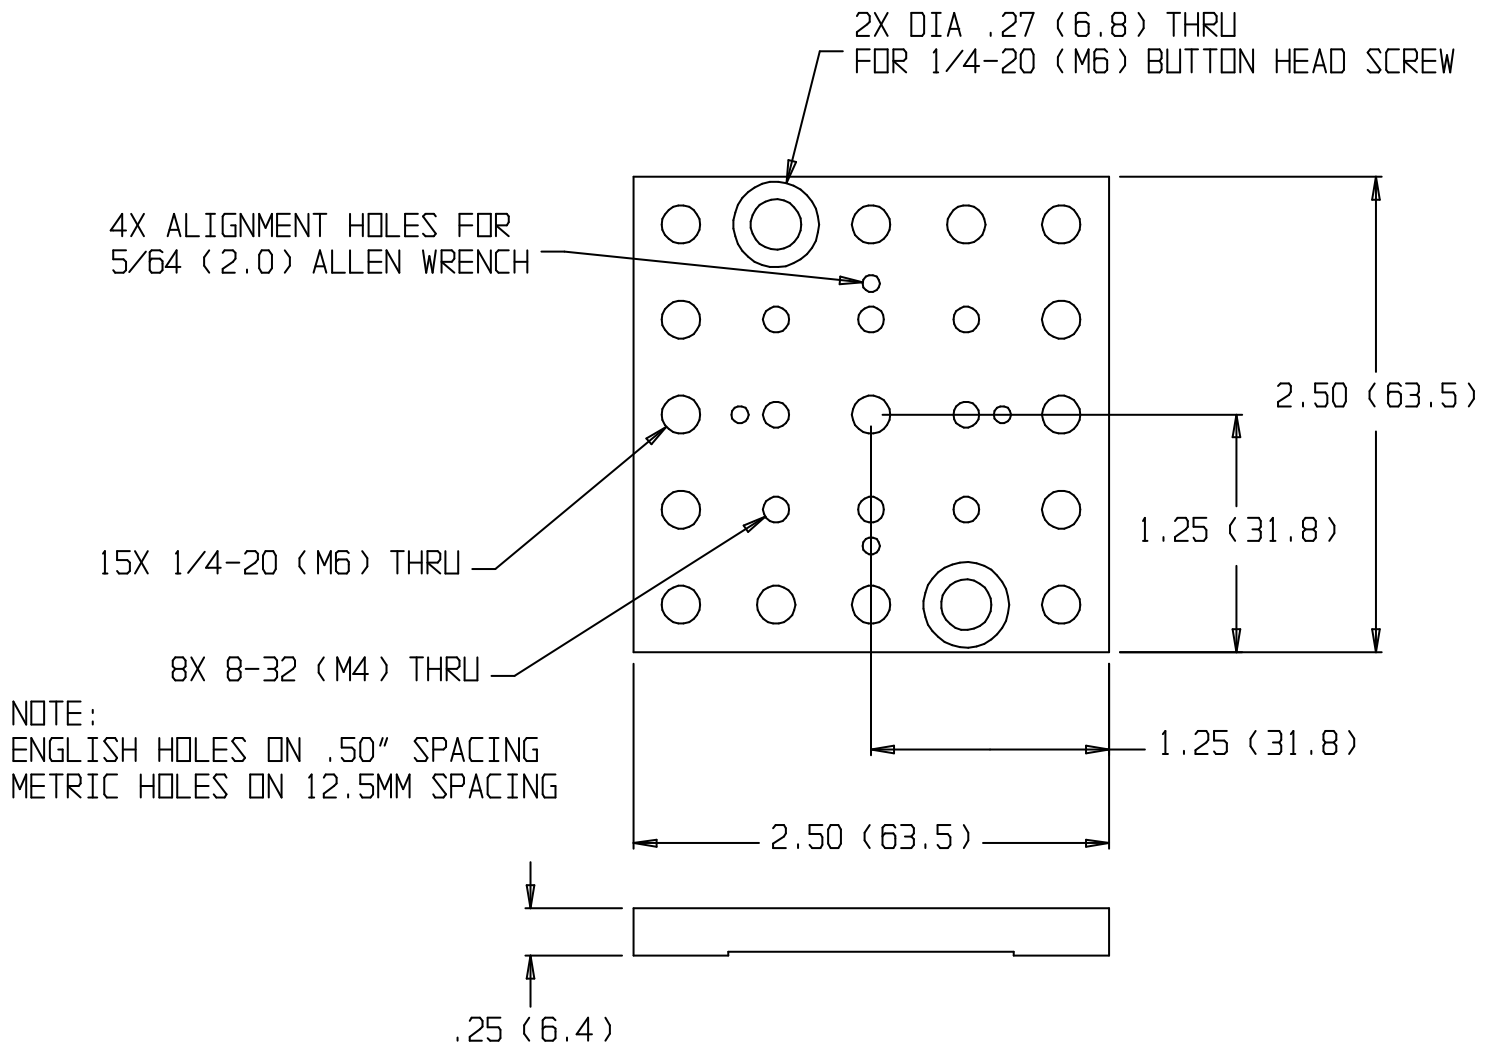 2X DIA .27 (6.8) THRU
FOR 1/4-20 (M6) BUTTON HEAD SCREW
4X ALIGNMENT HOLES FOR
5/64 (2.0) ALLEN WRENCH
2.50 (63.5)
1.25 (31.8)
15X 1/4-20 (M6) THRU
8X 8-32 (M4) THRU
NOTE:
ENGLISH HOLES ON .50" SPACING
METRIC HOLES ON 12.5MM SPACING
1.25 (31.8)
2.50 (63.5)
.25 (6.4)